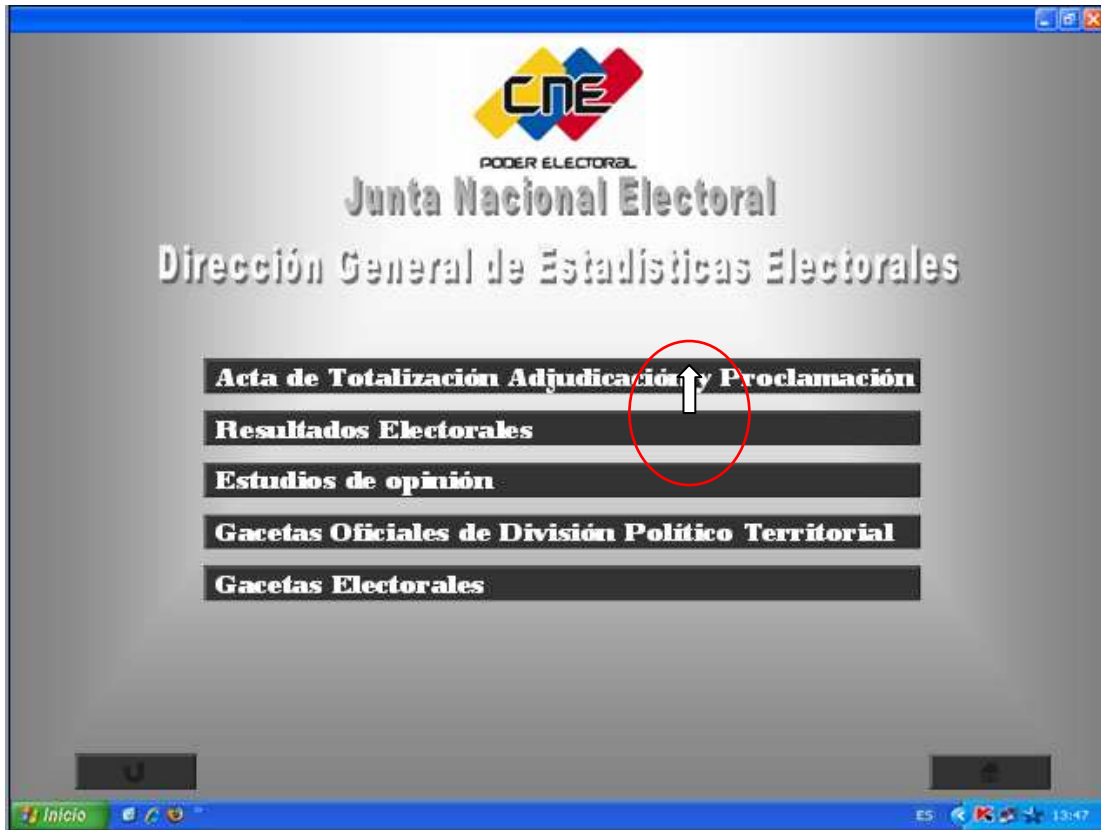 CNE
PODER ELECTORAL
Junta Nacional Electoral
Dirección General de Estadísticas Electorales
Acta de Totalización Adjudicación y Proclamación
Resultados Electorales
Estudios de opinión
Gacetas Oficiales de División Político Territorial
Gacetas Electorales
Inicio
ES
13:47